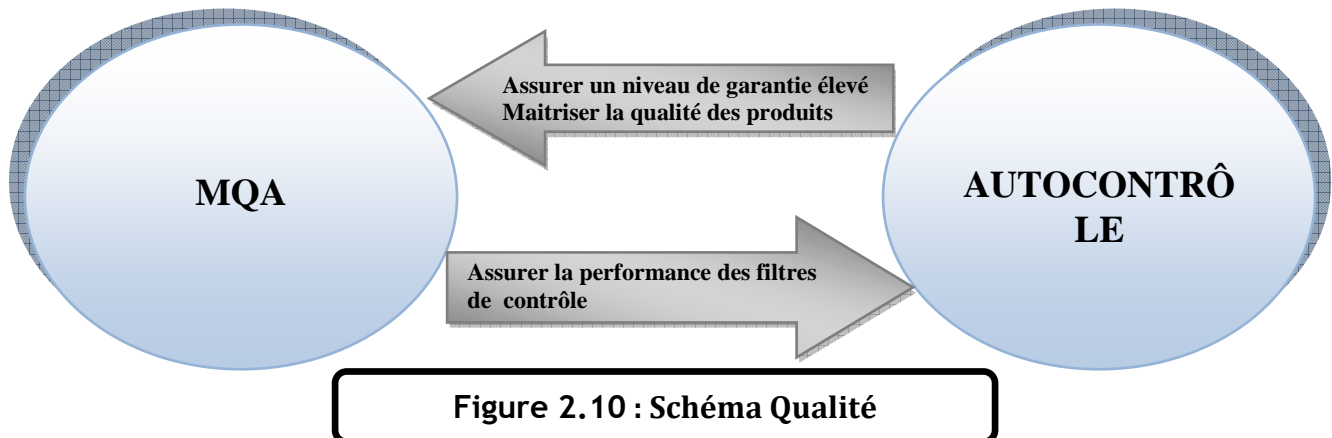 Assurer un niveau de garantie élevé
Maitriser la qualité des produits
MQA
AUTOCONTRÔ
LE
Assurer la performance des filtres
de contrôle
Figure 2.10 : Schéma Qualité